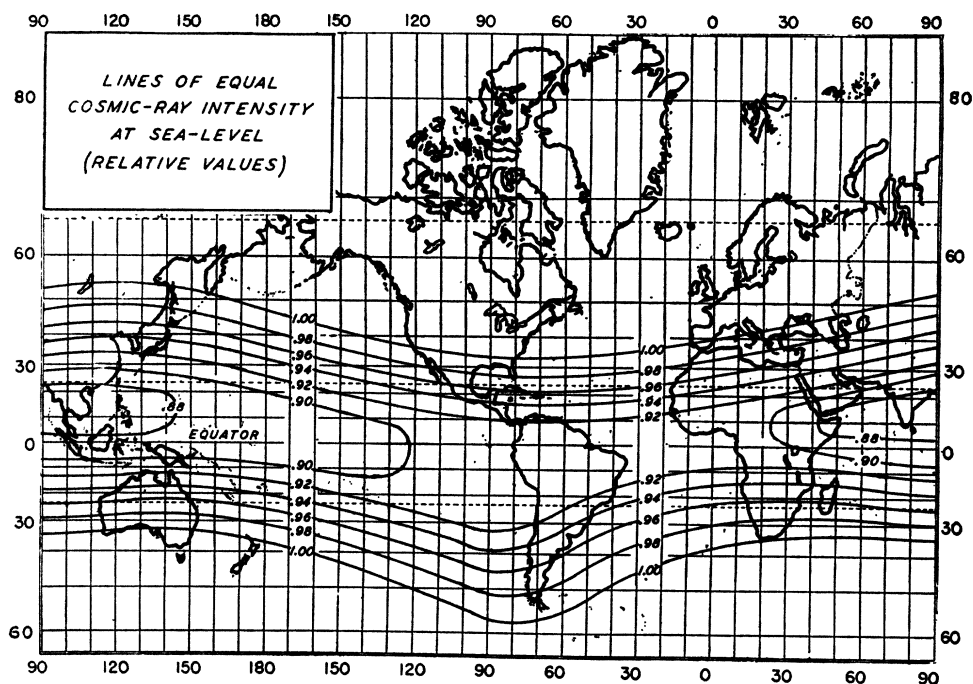 90 120 150 180 150 120 90 60 30 0 30 60 90
LINES OF EQUAL
COSMIC-RAY INTENSITY
AT SEA-LEVEL
(RELATIVE VALUES)
80 80
60 60
1.00
.98 1.00
.96 .98
30 .94 .96 30
.92 .94
.90 .92
.88
EQUATOR .88
0 0
.90 .90
.92 .92
.94 .94
30 .96 .96 30
.98 .98
1.00 1.00
60 60
90 120 150 180 150 120 90 60 30 0 30 60 90